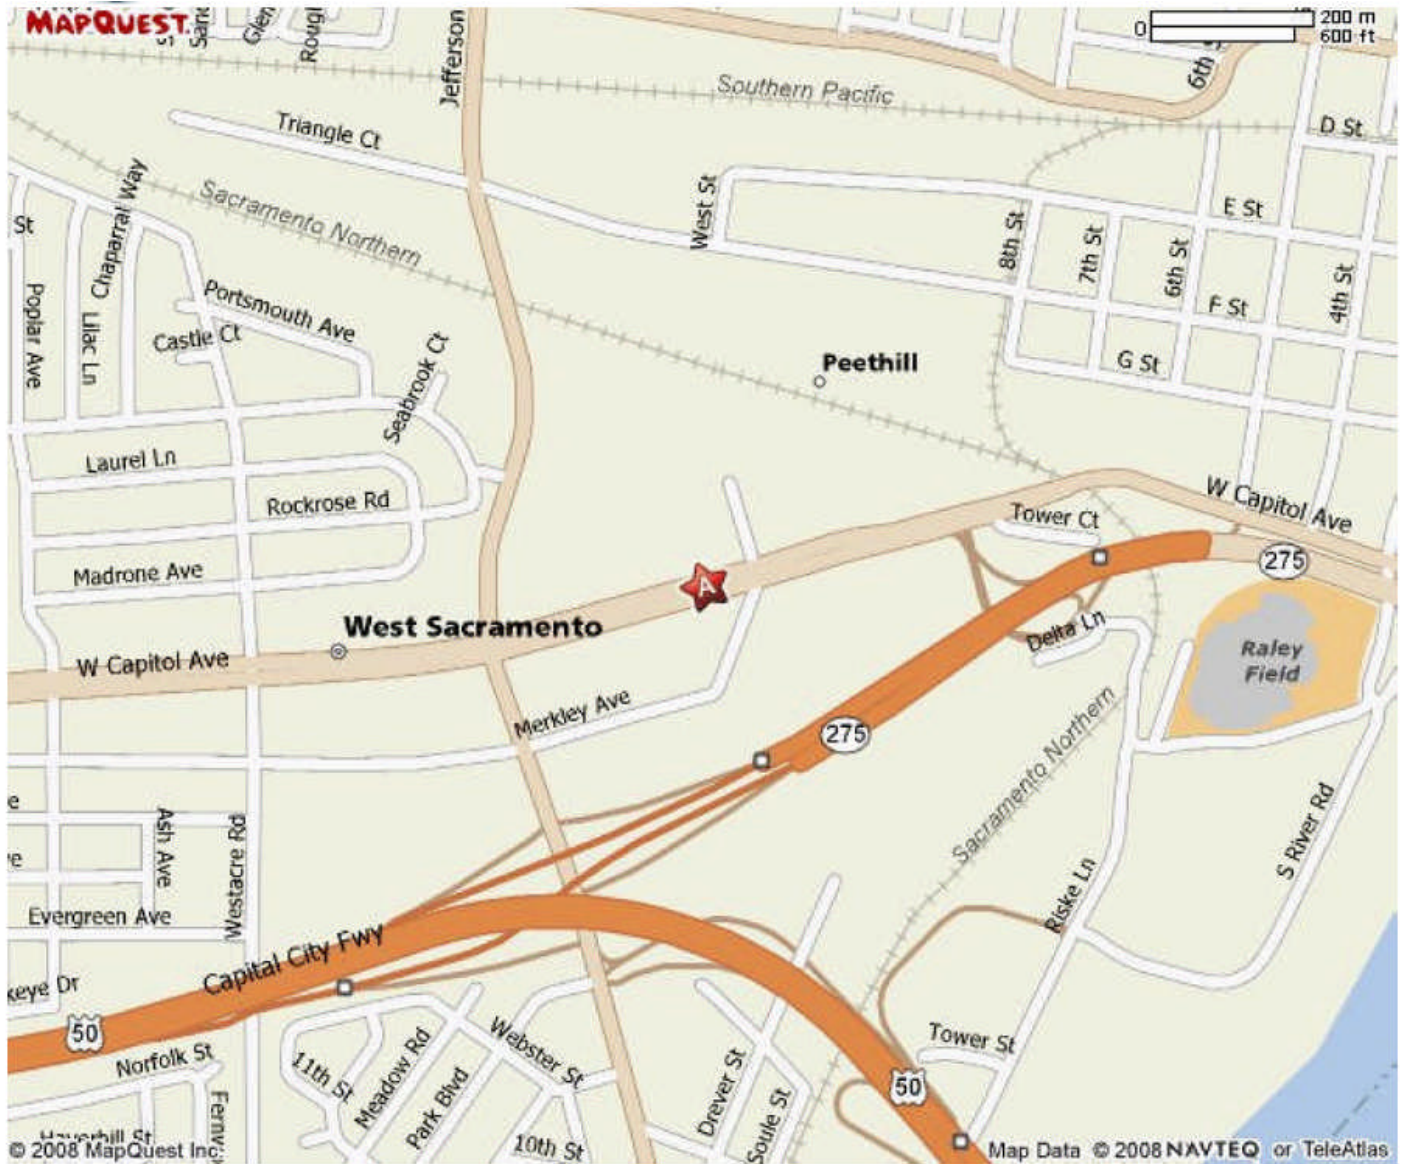 MAPQUEST.
Glen
Jefferson
0
200 m
600 ft
6th S
Southern Pacific
D St
Triangle Ct
Chaparral Way
Sacramento Northern
West St
E St
St
8th St
7th St
6th St
4th St
Poplar Ave
Lilac Ln
Portsmouth Ave
F St
Castle Ct
Seabrook Ct
Peethill
G St
Laurel Ln
Rockrose Rd
W Capitol Ave
Tower Ct
Madrone Ave
275
A
West Sacramento
Delta Ln
Raley
Field
W Capitol Ave
Merkley Ave
275
Sacramento Northern
Ash Ave
Westacre Rd
S River Rd
Evergreen Ave
Riske Ln
Capital City Fwy
keye Dr
50
Webster St
Tower St
Norfolk St
11th St
Meadow Rd
Park Blvd
Drever St
50
Soule St
Fernw
Haverhill St
10th St
© 2008 MapQuest Inc.
Map Data © 2008 NAVTEQ or TeleAtlas